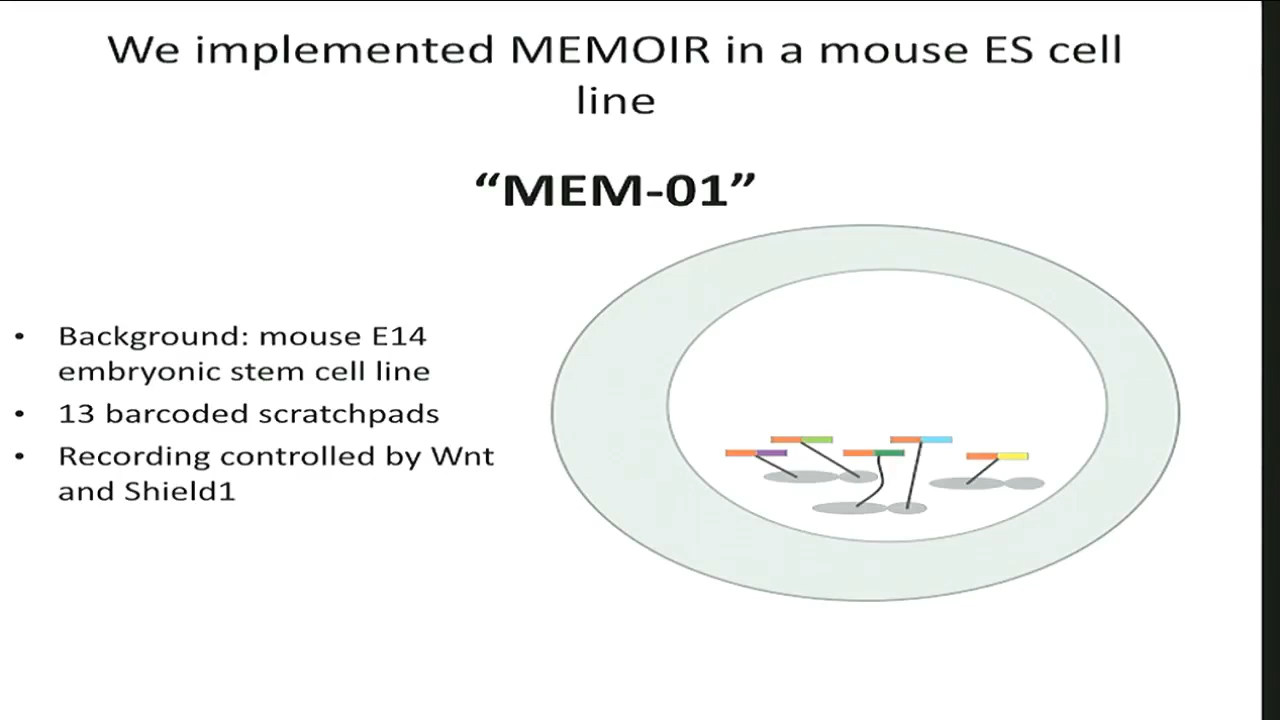 We implemented MEMOIR in a mouse ES cell
line
“MEM-01”
• Background: mouse E14
embryonic stem cell line
• 13 barcoded scratchpads
• Recording controlled by Wnt
and Shield1